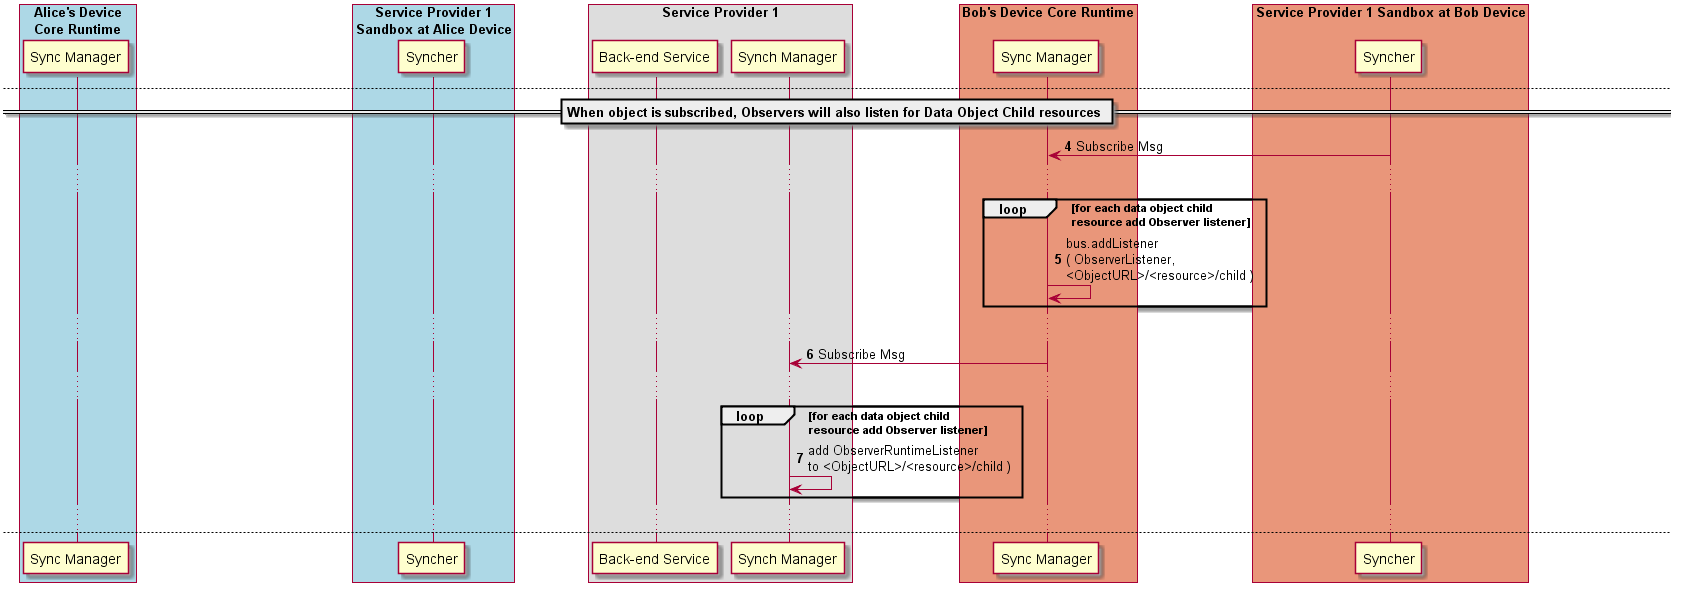 Alice's Device
Core Runtime
Service Provider 1
Sandbox at Alice Device
Service Provider 1
Bob's Device Core Runtime
Service Provider 1 Sandbox at Bob Device
Sync Manager
Syncher
Back-end Service
Synch Manager
Sync Manager
Syncher
When object is subscribed, Observers will also listen for Data Object Child resources
4 Subscribe Msg
loop
[for each data object child
resource add Observer listener]
bus.addListener
5 ( ObserverListener,
<ObjectURL>/<resource>/child )
6 Subscribe Msg
loop
[for each data object child
resource add Observer listener]
7 add ObserverRuntimeListener
to <ObjectURL>/<resource>/child )
Sync Manager
Syncher
Back-end Service
Synch Manager
Sync Manager
Syncher